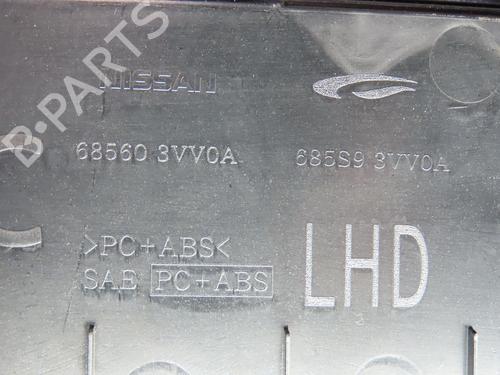 B-PARTS
NISSAN
68560 3VV0A 685S9 3VV0A
>PC+ABS<
SAE PC+ABS
LHD